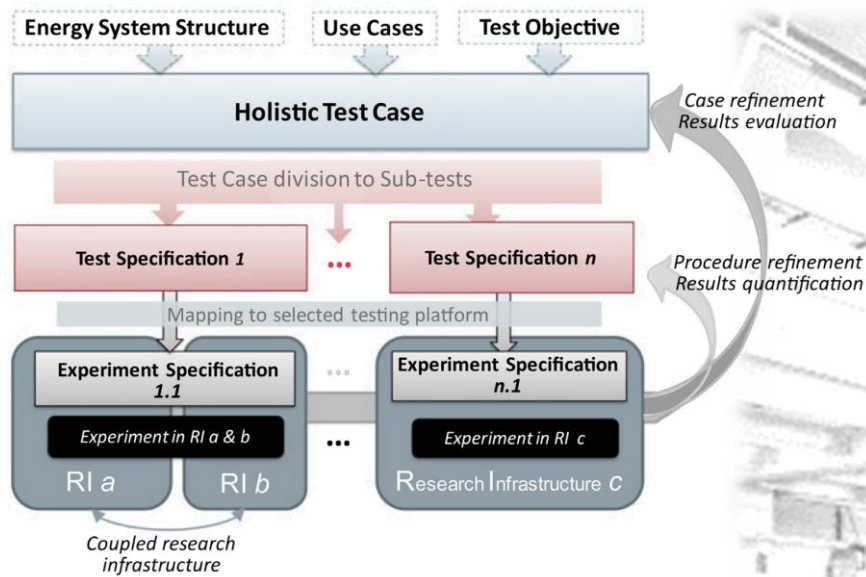 Energy System Structure
Use Cases
Test Objective
Holistic Test Case
Case refinement
Results evaluation
Test Case division to Sub-tests
Test Specification 1
...
Test Specification n
Procedure refinement
Results quantification
Mapping to selected testing platform
Experiment Specification
1.1
...
Experiment Specification
n.1
Experiment in RI a & b
...
Experiment in RI c
RI a
RI b
Research Infrastructure c
Coupled research
infrastructure